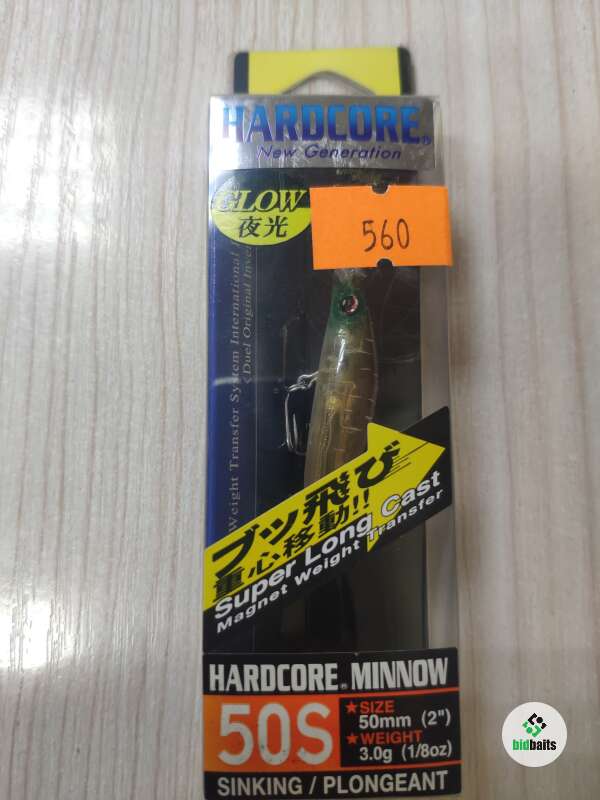 HARDCORE®
New Generation
GLOW
夜光
560
Weight Transfer System International
<Duel Original Inven
ブッ飛び
重心移動!!
Super Long Cast
Magnet Weight Transfer
HARDCORE® MINNOW
50S
★SIZE
50mm (2")
★WEIGHT
3.0g (1/8oz)
SINKING / PLONGEANT
bidbaits